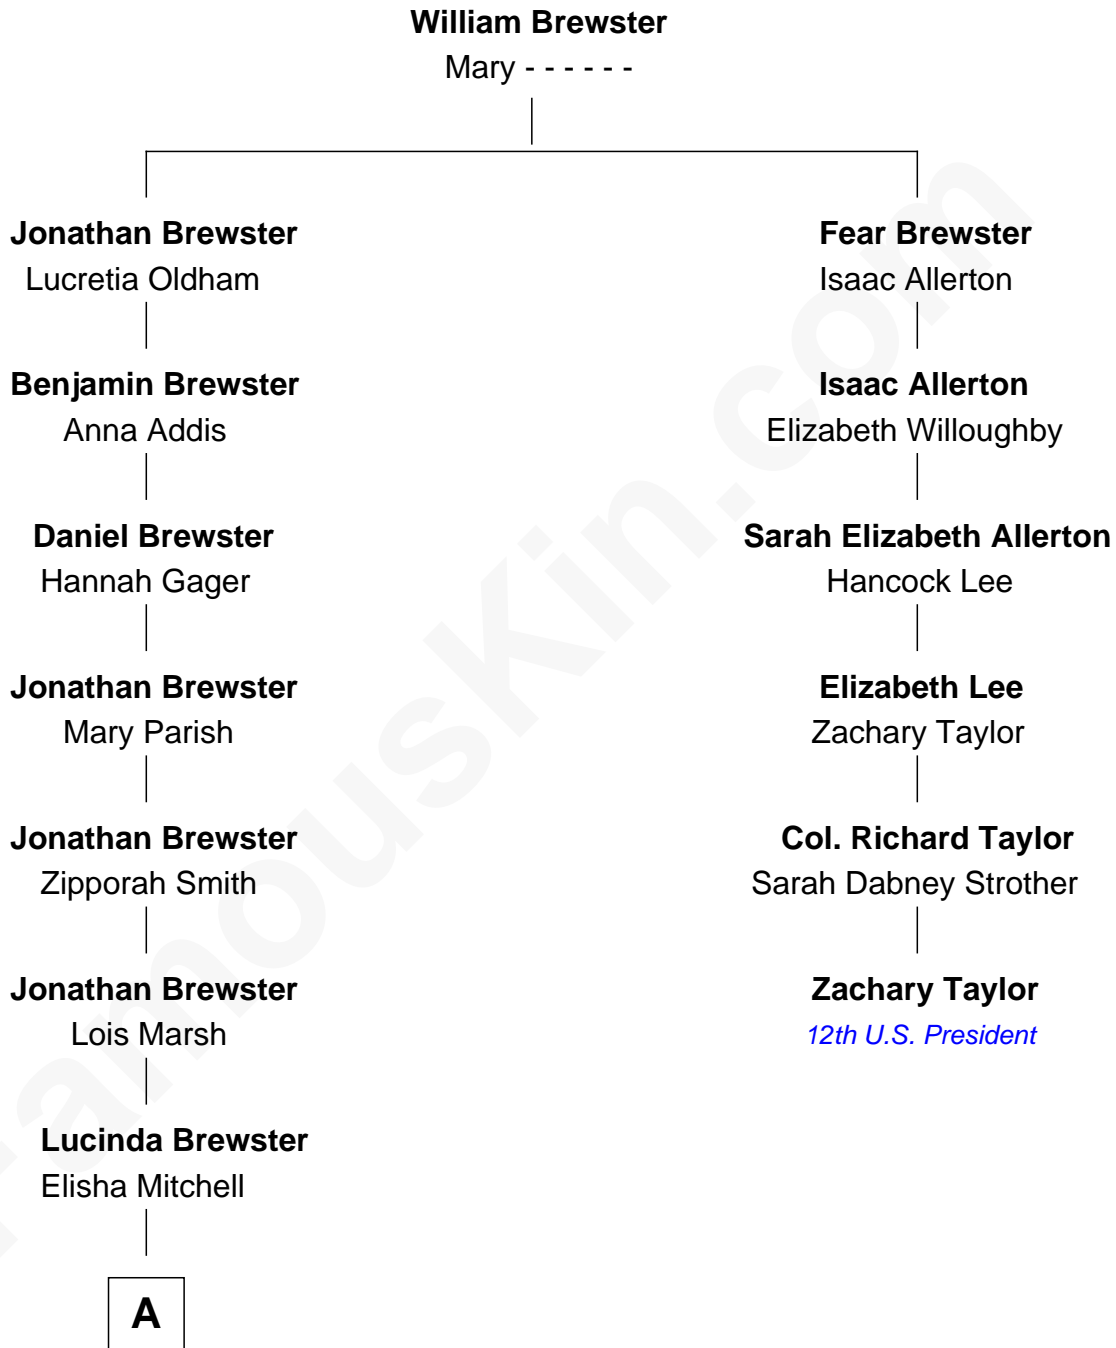 William Brewster
Mary - - - - - -
Jonathan Brewster
Lucretia Oldham
Fear Brewster
Isaac Allerton
Benjamin Brewster
Anna Addis
Isaac Allerton
Elizabeth Willoughby
Daniel Brewster
Hannah Gager
Sarah Elizabeth Allerton
Hancock Lee
Jonathan Brewster
Mary Parish
Elizabeth Lee
Zachary Taylor
Jonathan Brewster
Zipporah Smith
Col. Richard Taylor
Sarah Dabney Strother
Jonathan Brewster
Lois Marsh
Zachary Taylor
12th U.S. President
Lucinda Brewster
Elisha Mitchell
A
FamousKin.com